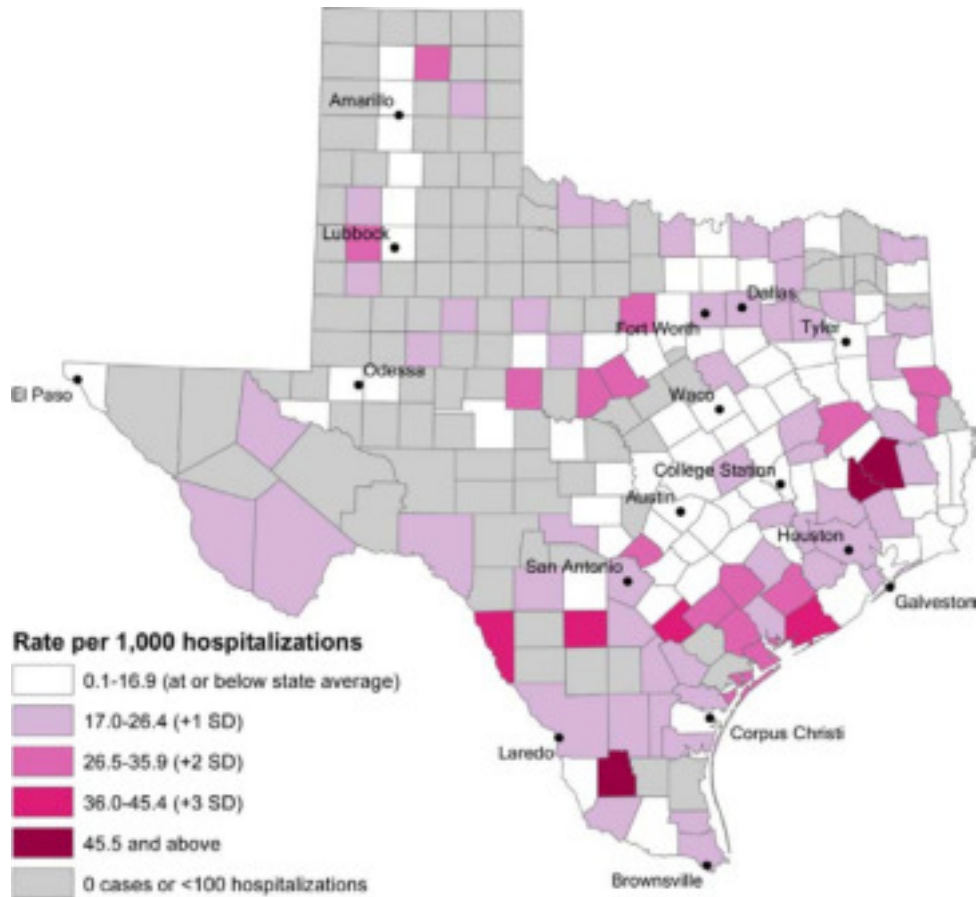 Amarillo
Lubbock
Dallas
Fort Worth
Tyler
El Paso
Odessa
Waco
College Station
Austin
Houston
San Antonio
Galveston
Rate per 1,000 hospitalizations
0.1-16.9 (at or below state average)
17.0-26.4 (+1 SD)
Corpus Christi
Laredo
26.5-35.9 (+2 SD)
36.0-45.4 (+3 SD)
45.5 and above
0 cases or <100 hospitalizations
Brownsville